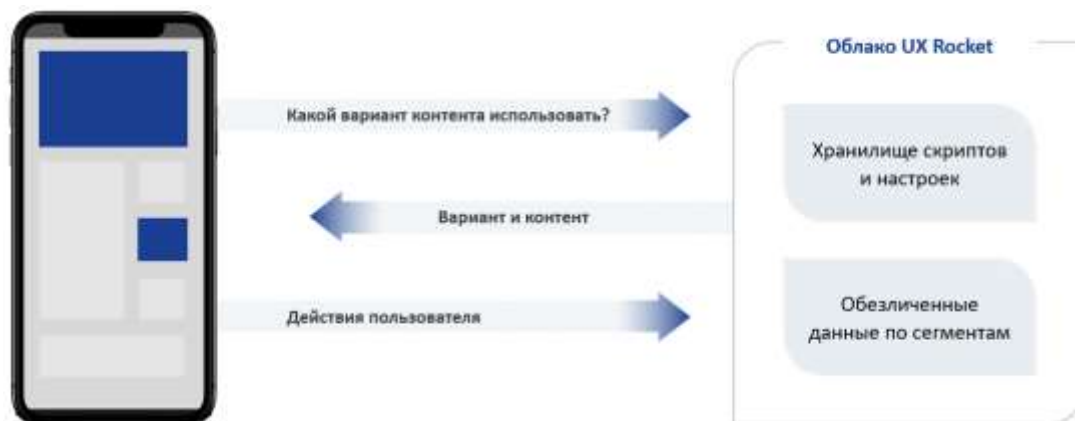 Облако UX Rocket
Какой вариант контента использовать?
Хранилище скриптов
и настроек
Вариант и контент
Действия пользователя
Обезличенные
данные по сегментам